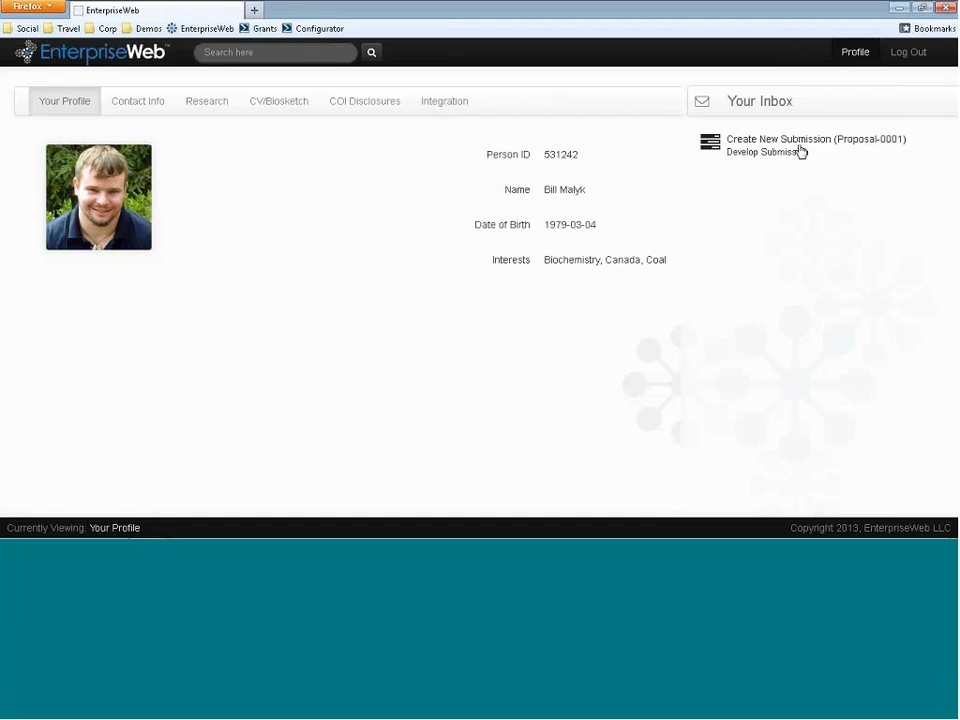 Firefox
EnterpriseWeb
Social Travel Corp Demos EnterpriseWeb Grants Configurator Bookmarks
EnterpriseWeb™ Search here Profile Log Out
Your Profile Contact Info Research CV/Biosketch COI Disclosures Integration
Your Inbox
Create New Submission (Proposal-0001)
Develop
Person ID 531242
Name Bill Malyk
Date of Birth 1979-03-04
Interests Biochemistry, Canada, Coal
Currently Viewing: Your Profile Copyright 2013, EnterpriseWeb LLC